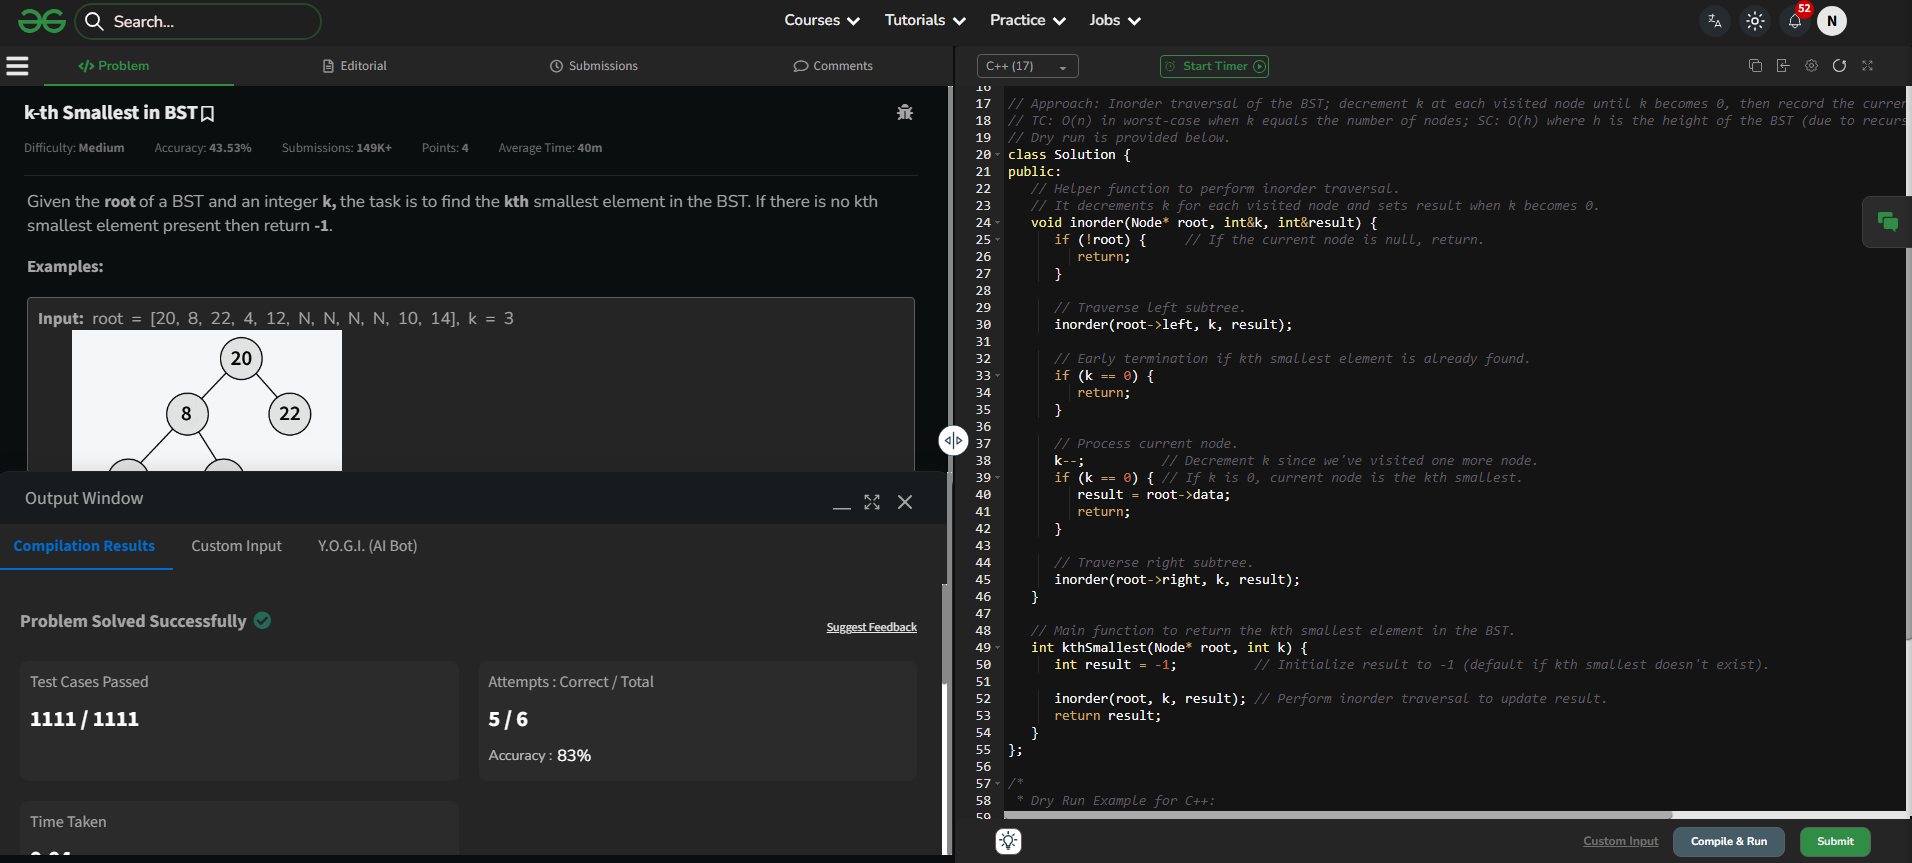 Search...
Courses
Tutorials
Practice
Jobs
52
N
Problem
Editorial
Submissions
Comments
C++ (17)
Start Timer
k-th Smallest in BST
Difficulty: Medium Accuracy: 43.53% Submissions: 149K+ Points: 4 Average Time: 40m
Given the root of a BST and an integer k, the task is to find the kth smallest element in the BST. If there is no kth
smallest element present then return -1.
Examples:
Input: root = [20, 8, 22, 4, 12, N, N, N, N, 10, 14], k = 3
20
8
22
Output Window
Compilation Results
Custom Input
Y.O.G.I. (AI Bot)
Problem Solved Successfully
Suggest Feedback
Test Cases Passed
1111 / 1111
Attempts : Correct / Total
5 / 6
Accuracy : 83%
Time Taken
16
17 // Approach: Inorder traversal of the BST; decrement k at each visited node until k becomes 0, then record the curren
18 // TC: O(n) in worst-case when k equals the number of nodes; SC: O(h) where h is the height of the BST (due to recurs
19 // Dry run is provided below.
20 class Solution {
21 public:
22 // Helper function to perform inorder traversal.
23 // It decrements k for each visited node and sets result when k becomes 0.
24 void inorder(Node* root, int&k, int&result) {
25 if (!root) { // If the current node is null, return.
26 return;
27 }
28
29 // Traverse left subtree.
30 inorder(root->left, k, result);
31
32 // Early termination if kth smallest element is already found.
33 if (k == 0) {
34 return;
35 }
36
37 // Process current node.
38 k--; // Decrement k since we've visited one more node.
39 if (k == 0) { // If k is 0, current node is the kth smallest.
40 result = root->data;
41 return;
42 }
43
44 // Traverse right subtree.
45 inorder(root->right, k, result);
46 }
47
48 // Main function to return the kth smallest element in the BST.
49 int kthSmallest(Node* root, int k) {
50 int result = -1; // Initialize result to -1 (default if kth smallest doesn't exist).
51
52 inorder(root, k, result); // Perform inorder traversal to update result.
53 return result;
54 }
55 };
56
57 /*
58 * Dry Run Example for C++:
59
Custom Input
Compile & Run
Submit